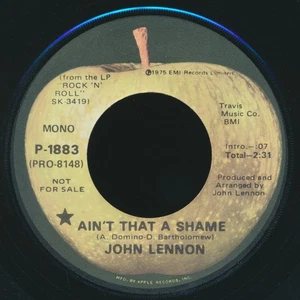 (from the LP
"ROCK 'N'
ROLL"
SK-3419)
℗1975 EMI Records Limited
MONO
Travis
Music Co.
BMI
P-1883
(PRO-8148)
Intro.—:07
Total—2:31
NOT
FOR SALE
Produced and
Arranged by
John Lennon
★ AIN'T THAT A SHAME
(A. Domino-D. Bartholomew)
JOHN LENNON
MFG. BY APPLE RECORDS, INC.